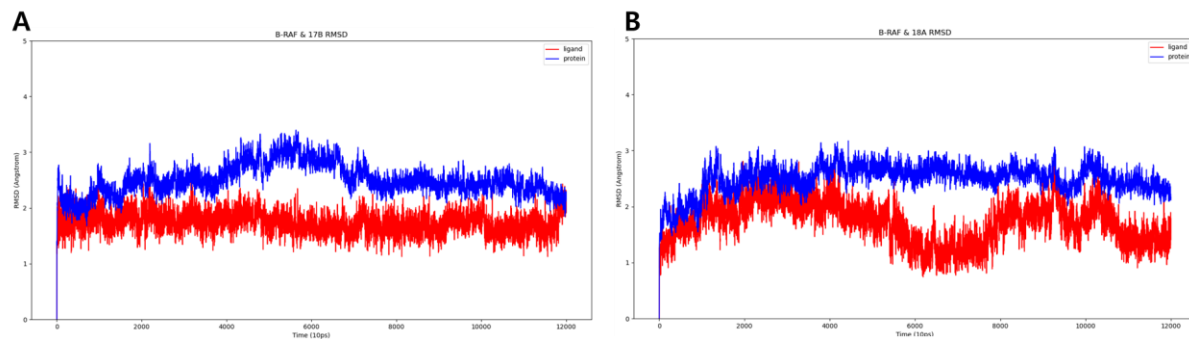 A
B-RAF & 17B RMSD
ligand
protein
RMSD (Angstrom)
5
4
3
2
1
0
0 2000 4000 6000 8000 10000 12000
Time (10ps)
B
B-RAF & 18A RMSD
ligand
protein
RMSD (Angstrom)
5
4
3
2
1
0
0 2000 4000 6000 8000 10000 12000
Time (10ps)